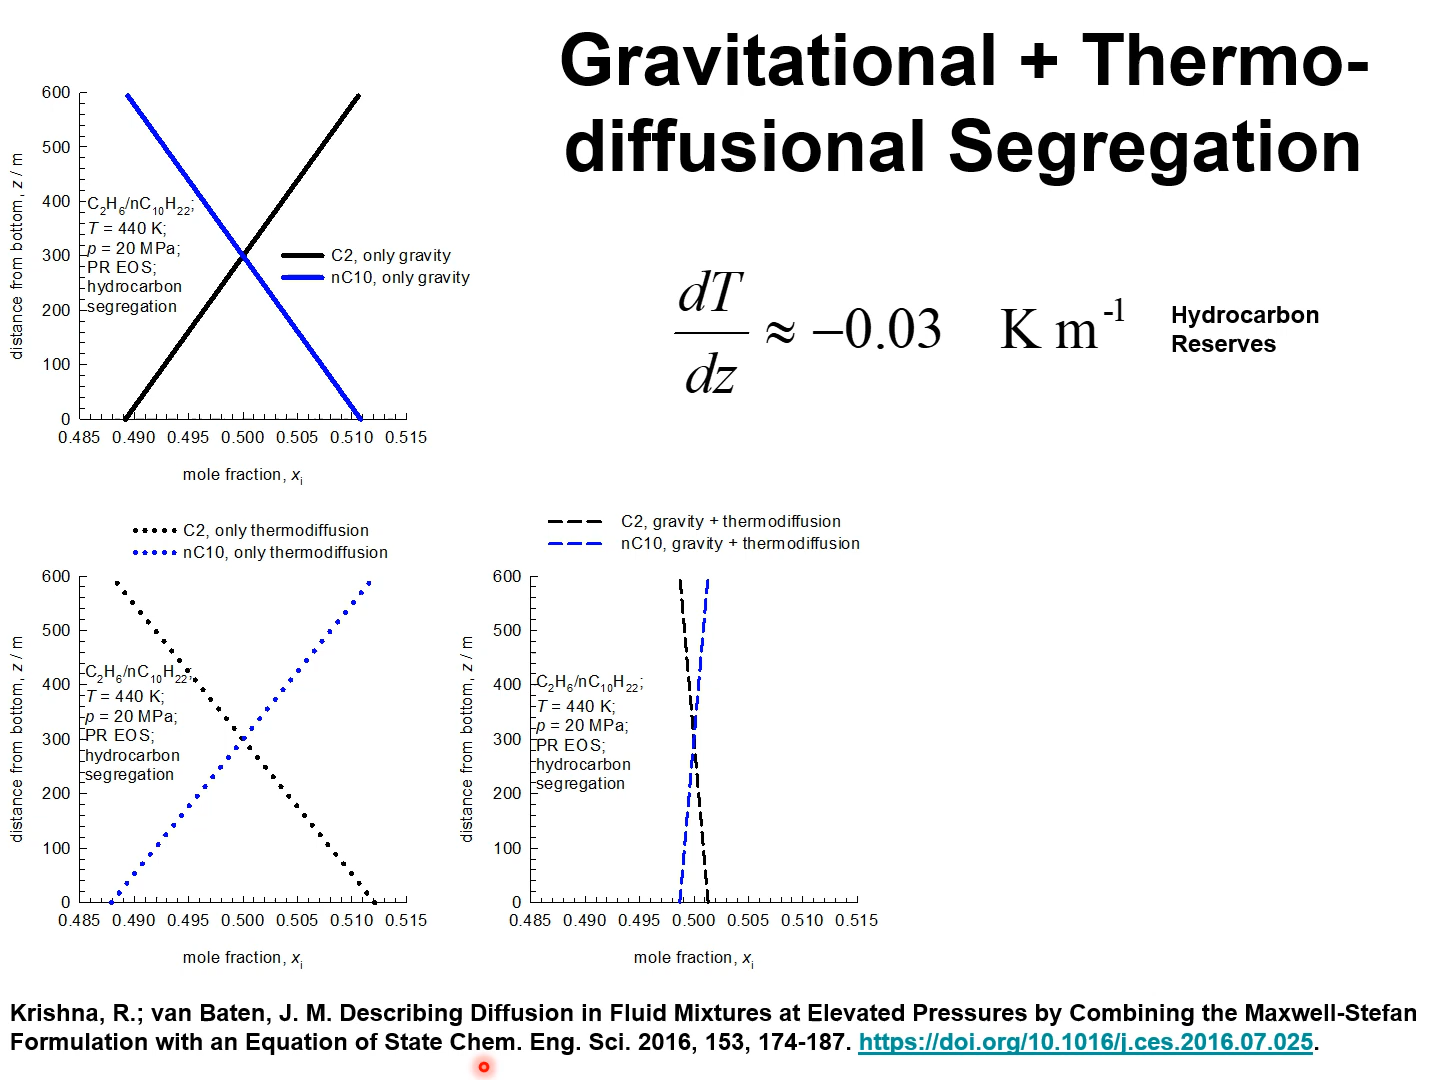 Gravitational + Thermo-
diffusional Segregation
600
500
400
300
200
100
0
distance from bottom, z / m
C2H6/nC10H22;
T = 440 K;
p = 20 MPa;
PR EOS;
hydrocarbon
segregation
C2, only gravity
nC10, only gravity
0.485 0.490 0.495 0.500 0.505 0.510 0.515
mole fraction, xi
dT
dz
≈ −0.03 K m-1
Hydrocarbon
Reserves
C2, only thermodiffusion
nC10, only thermodiffusion
600
500
400
300
200
100
0
distance from bottom, z / m
C2H6/nC10H22;
T = 440 K;
p = 20 MPa;
PR EOS;
hydrocarbon
segregation
0.485 0.490 0.495 0.500 0.505 0.510 0.515
mole fraction, xi
C2, gravity + thermodiffusion
nC10, gravity + thermodiffusion
600
500
400
300
200
100
0
distance from bottom, z / m
C2H6/nC10H22;
T = 440 K;
p = 20 MPa;
PR EOS;
hydrocarbon
segregation
0.485 0.490 0.495 0.500 0.505 0.510 0.515
mole fraction, xi
Krishna, R.; van Baten, J. M. Describing Diffusion in Fluid Mixtures at Elevated Pressures by Combining the Maxwell-Stefan
Formulation with an Equation of State Chem. Eng. Sci. 2016, 153, 174-187. https://doi.org/10.1016/j.ces.2016.07.025.